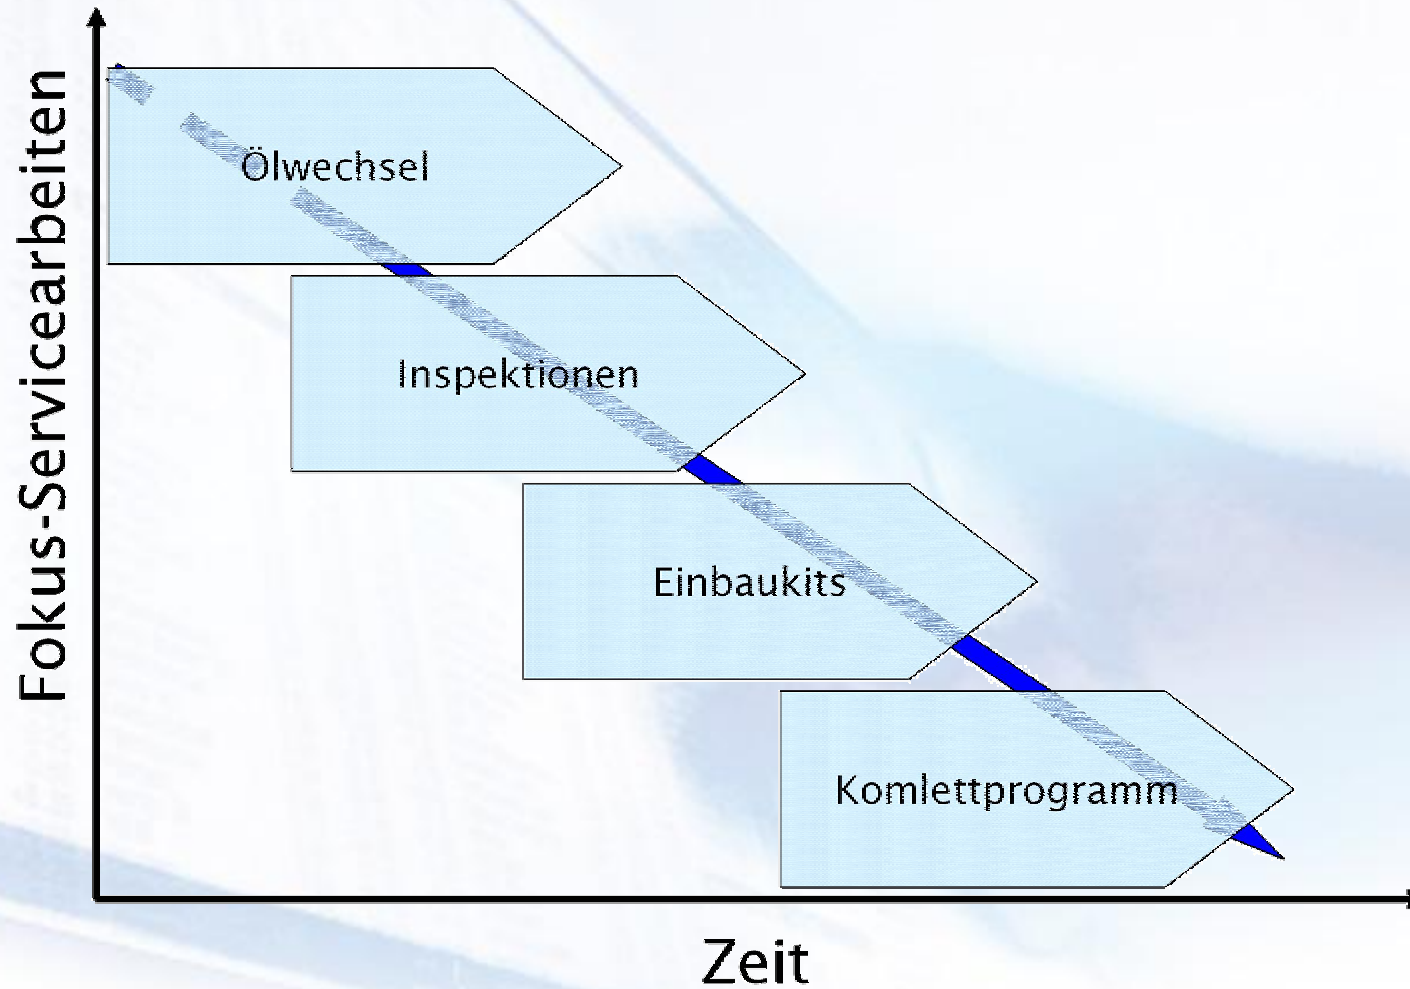 Fokus-Servicearbeiten
Ölwechsel
Inspektionen
Einbaukits
Komlettprogramm
Zeit